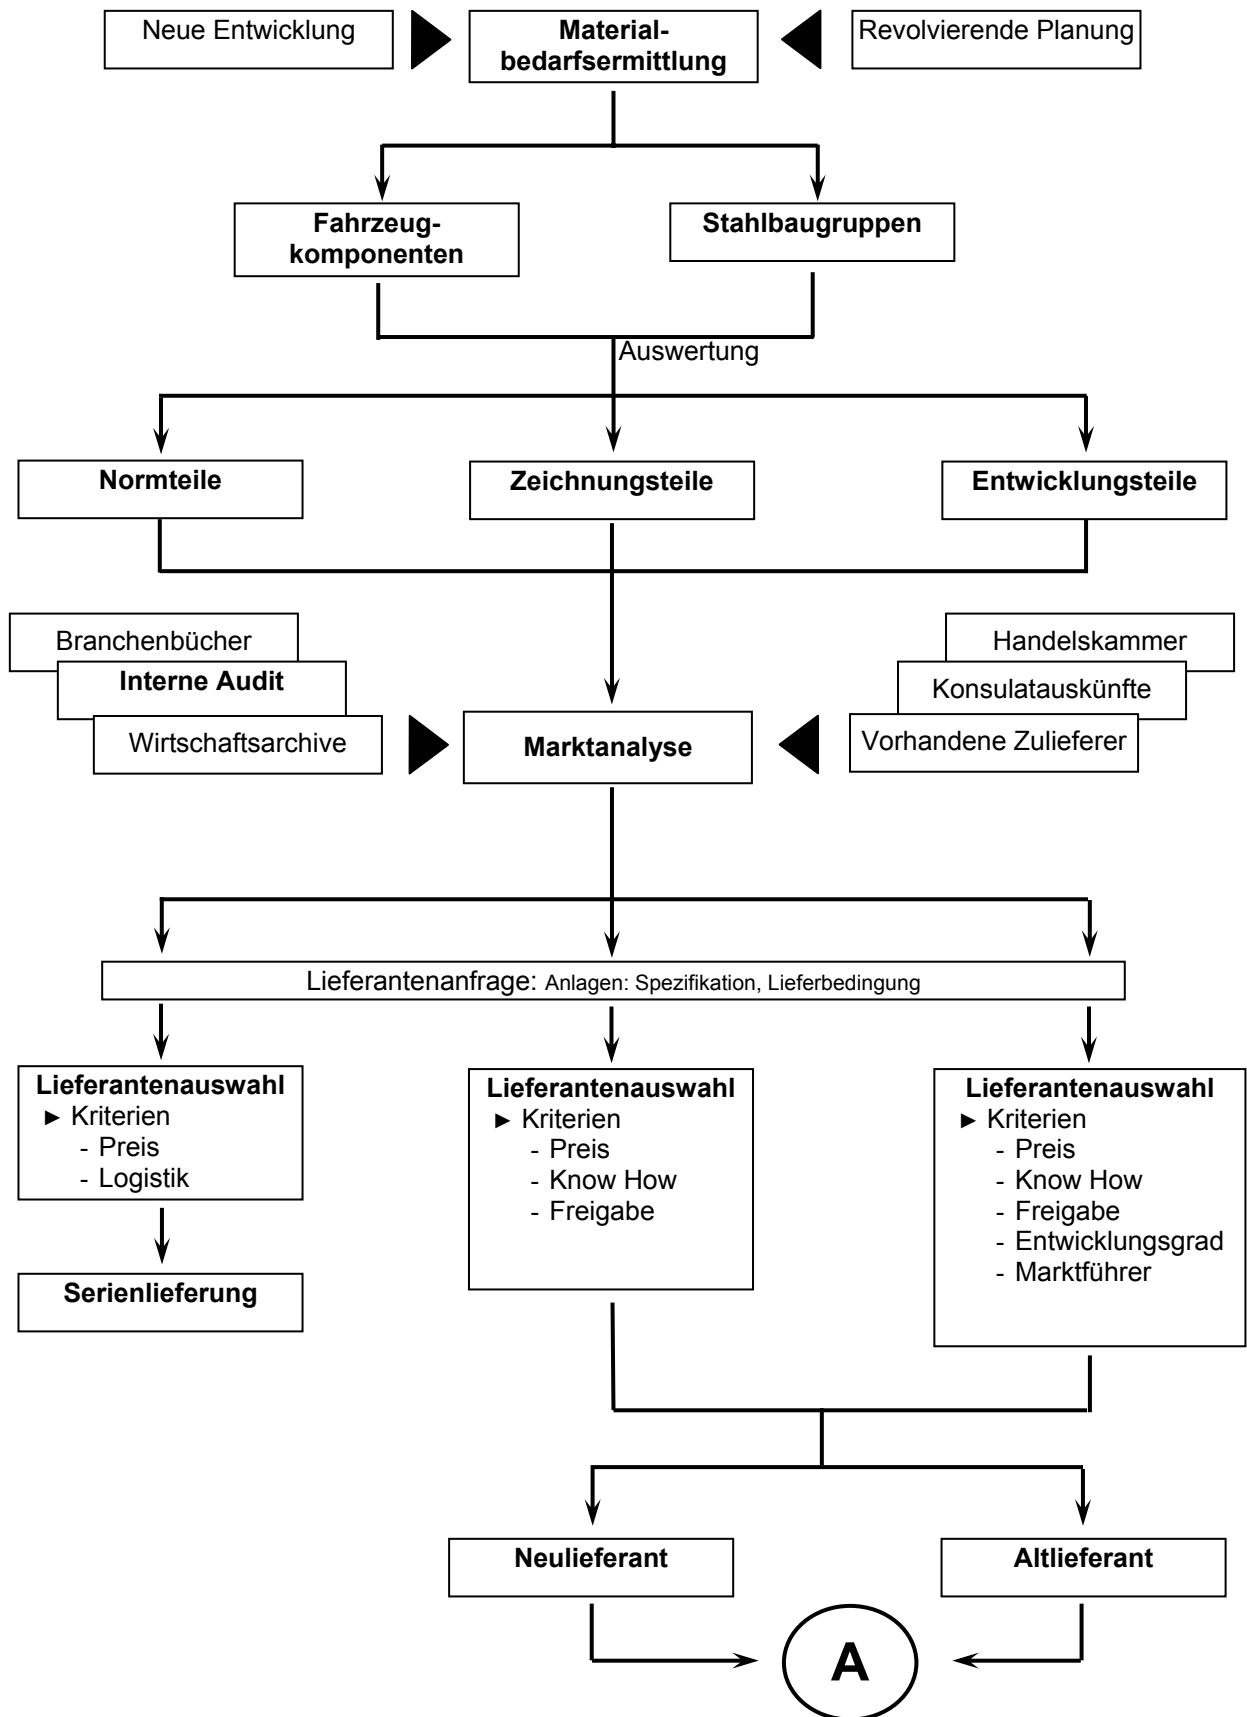 Neue Entwicklung
Material-
bedarfsermittlung
Revolvierende Planung
Fahrzeug-
komponenten
Stahlbaugruppen
Auswertung
Normteile
Zeichnungsteile
Entwicklungsteile
Branchenbücher
Interne Audit
Wirtschaftsarchive
Marktanalyse
Handelskammer
Konsulatauskünfte
Vorhandene Zulieferer
Lieferantenanfrage: Anlagen: Spezifikation, Lieferbedingung
Lieferantenauswahl
► Kriterien
- Preis
- Logistik
Serienlieferung
Lieferantenauswahl
► Kriterien
- Preis
- Know How
- Freigabe
Lieferantenauswahl
► Kriterien
- Preis
- Know How
- Freigabe
- Entwicklungsgrad
- Marktführer
Neulieferant
Altlieferant
A